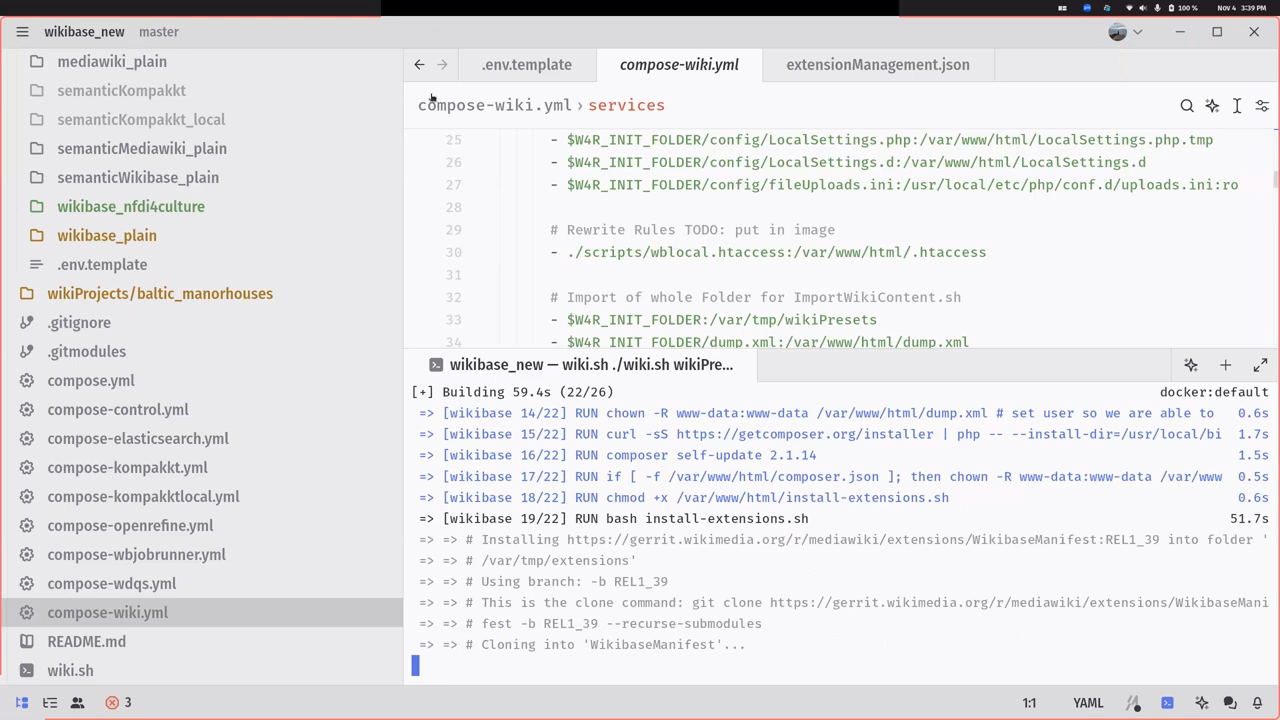 100 % Nov 4 3:39 PM
wikibase_new master
mediawiki_plain
semanticKompakkt
semanticKompakkt_local
semanticMediawiki_plain
semanticWikibase_plain
wikibase_nfdi4culture
wikibase_plain
.env.template
wikiProjects/baltic_manorhouses
.gitignore
.gitmodules
compose.yml
compose-control.yml
compose-elasticsearch.yml
compose-kompakkt.yml
compose-kompakktlocal.yml
compose-openrefine.yml
compose-wbjobrunner.yml
compose-wdqs.yml
compose-wiki.yml
README.md
wiki.sh
.env.template compose-wiki.yml extensionManagement.json
compose-wiki.yml › services
25 - $W4R_INIT_FOLDER/config/LocalSettings.php:/var/www/html/LocalSettings.php.tmp
26 - $W4R_INIT_FOLDER/config/LocalSettings.d:/var/www/html/LocalSettings.d
27 - $W4R_INIT_FOLDER/config/fileUploads.ini:/usr/local/etc/php/conf.d/uploads.ini:ro
28
29 # Rewrite Rules TODO: put in image
30 - ./scripts/wblocal.htaccess:/var/www/html/.htaccess
31
32 # Import of whole Folder for ImportWikiContent.sh
33 - $W4R_INIT_FOLDER:/var/tmp/wikiPresets
34 - $W4R_INIT_FOLDER/dump.xml:/var/www/html/dump.xml
wikibase_new — wiki.sh ./wiki.sh wikiPre...
[+] Building 59.4s (22/26) docker:default
=> [wikibase 14/22] RUN chown -R www-data:www-data /var/www/html/dump.xml # set user so we are able to 0.6s
=> [wikibase 15/22] RUN curl -sS https://getcomposer.org/installer | php -- --install-dir=/usr/local/bi 1.7s
=> [wikibase 16/22] RUN composer self-update 2.1.14 1.5s
=> [wikibase 17/22] RUN if [ -f /var/www/html/composer.json ]; then chown -R www-data:www-data /var/www 0.5s
=> [wikibase 18/22] RUN chmod +x /var/www/html/install-extensions.sh 0.6s
=> [wikibase 19/22] RUN bash install-extensions.sh 51.7s
=> => # Installing https://gerrit.wikimedia.org/r/mediawiki/extensions/WikibaseManifest:REL1_39 into folder '
=> => # /var/tmp/extensions'
=> => # Using branch: -b REL1_39
=> => # This is the clone command: git clone https://gerrit.wikimedia.org/r/mediawiki/extensions/WikibaseMani
=> => # fest -b REL1_39 --recurse-submodules
=> => # Cloning into 'WikibaseManifest'...
3 1:1 YAML